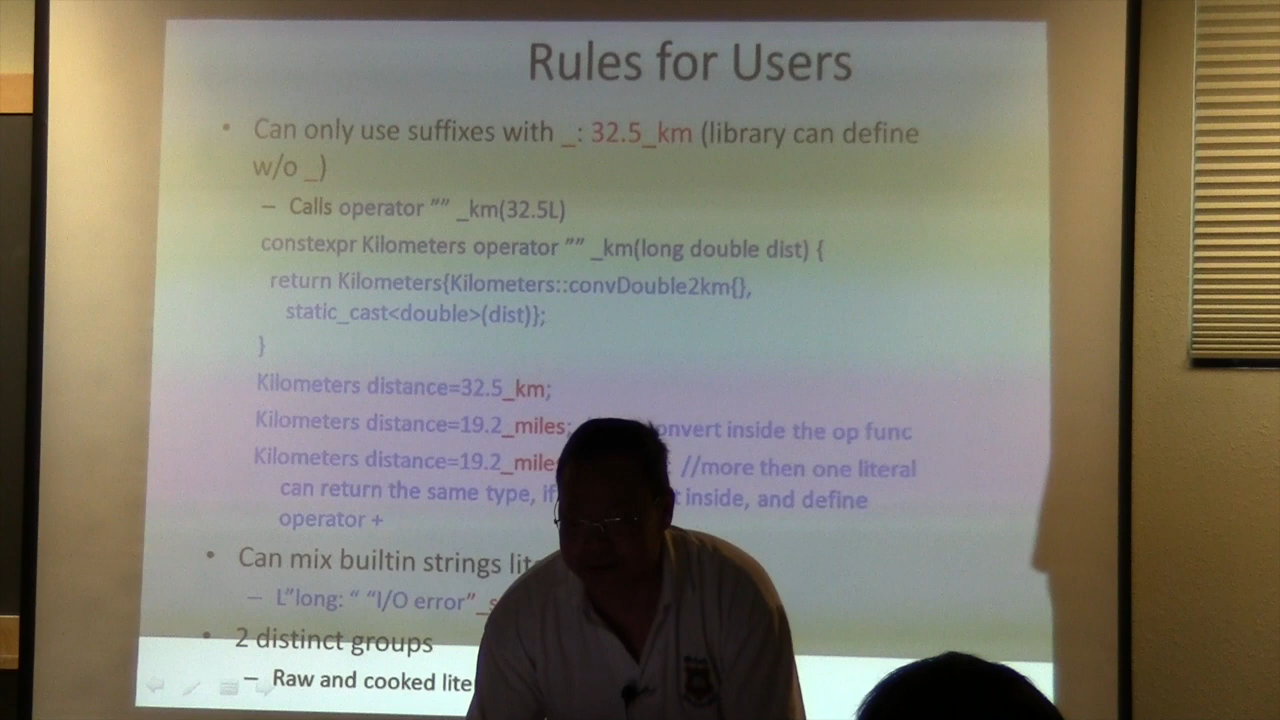 Rules for Users
• Can only use suffixes with _: 32.5_km (library can define
w/o _)
– Calls operator ”” _km(32.5L)
constexpr Kilometers operator ”” _km(long double dist) {
return Kilometers{Kilometers::convDouble2km{},
static_cast<double>(dist)};
}
Kilometers distance=32.5_km;
Kilometers distance=19.2_miles; onvert inside the op func
Kilometers distance=19.2_mile ; //more then one literal
can return the same type, if t inside, and define
operator +
• Can mix builtin strings lit
– L”long: “ “I/O error”_s
• 2 distinct groups
– Raw and cooked lite